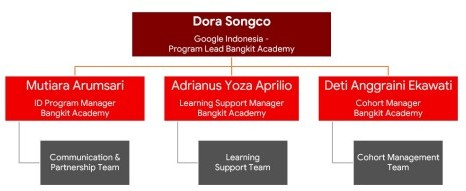 Dora Songco
Google Indonesia -
Program Lead Bangkit Academy
Mutiara Arumsari
ID Program Manager
Bangkit Academy
Adrianus Yoza Aprilio
Learning Support Manager
Bangkit Academy
Deti Anggraini Ekawati
Cohort Manager
Bangkit Academy
Communication &
Partnership Team
Learning
Support Team
Cohort Management
Team